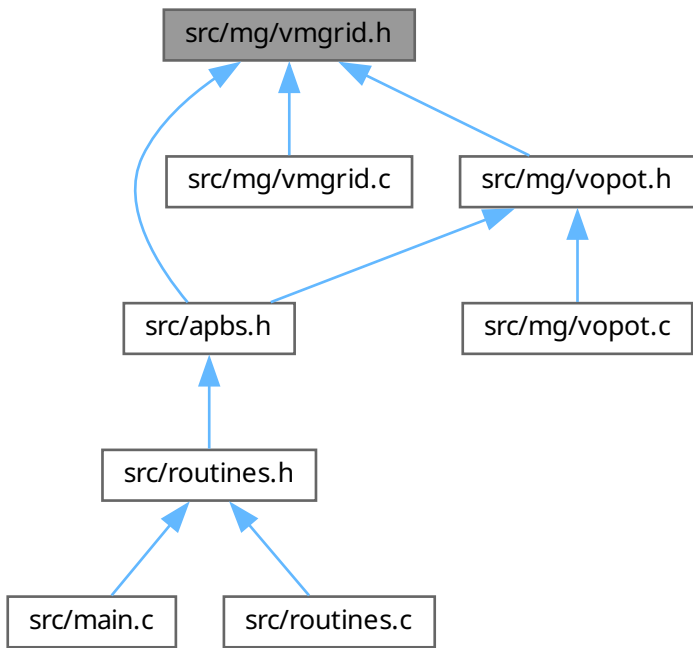 src/mg/vmgrid.h
src/mg/vmgrid.c
src/mg/vopot.h
src/apbs.h
src/mg/vopot.c
src/routines.h
src/main.c
src/routines.c